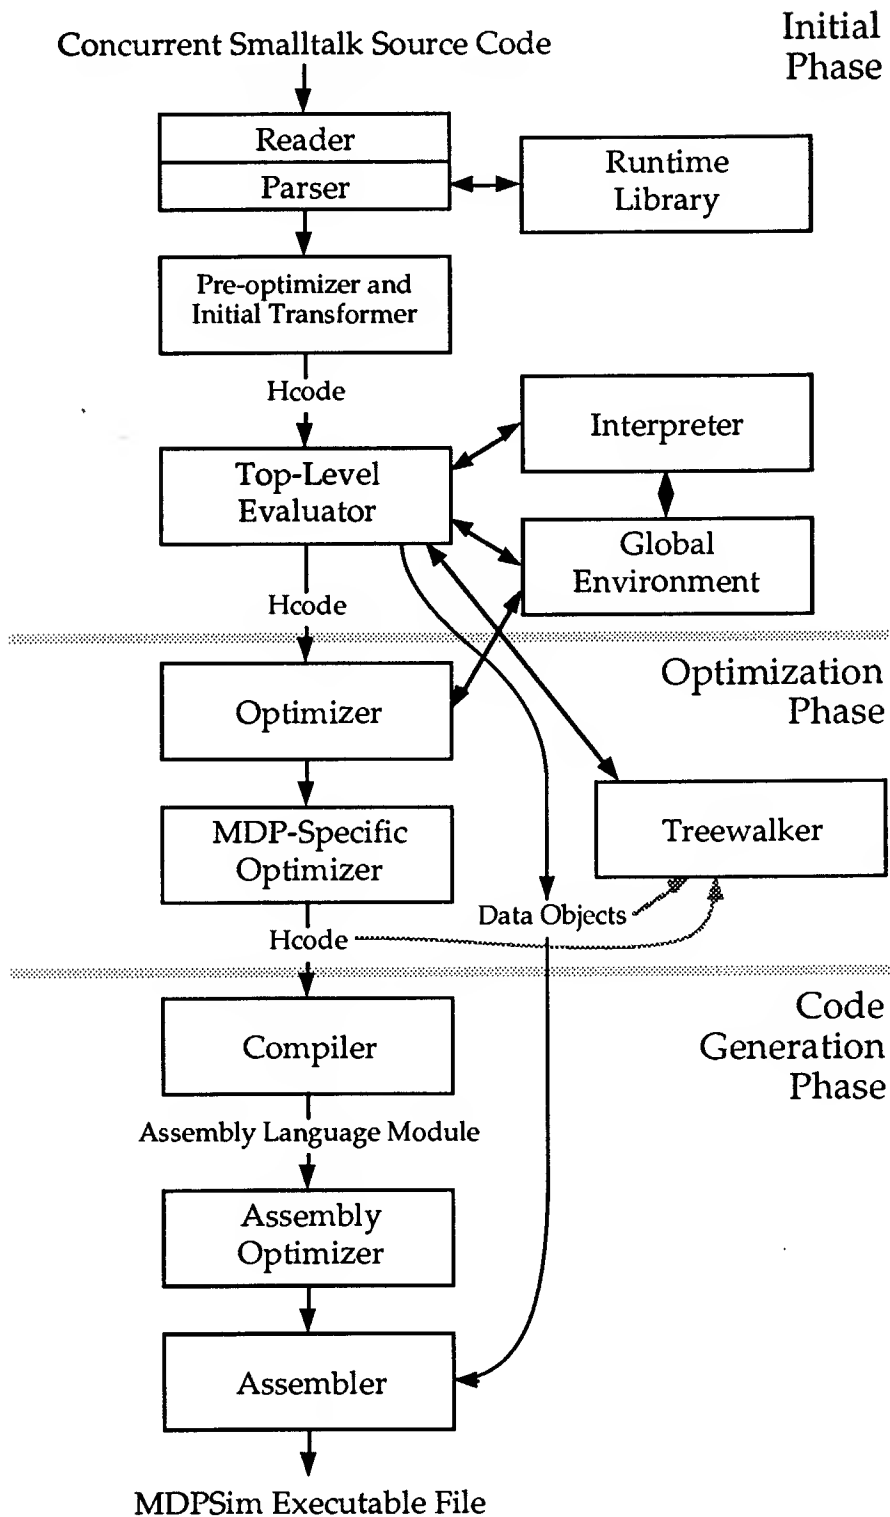 Concurrent Smalltalk Source Code
Initial
Phase
Reader
Parser
Runtime
Library
Pre-optimizer and
Initial Transformer
Hcode
Interpreter
Top-Level
Evaluator
Global
Environment
Hcode
Optimization
Phase
Optimizer
Treewalker
MDP-Specific
Optimizer
Data Objects
Hcode
Code
Generation
Phase
Compiler
Assembly Language Module
Assembly
Optimizer
Assembler
MDPSim Executable File